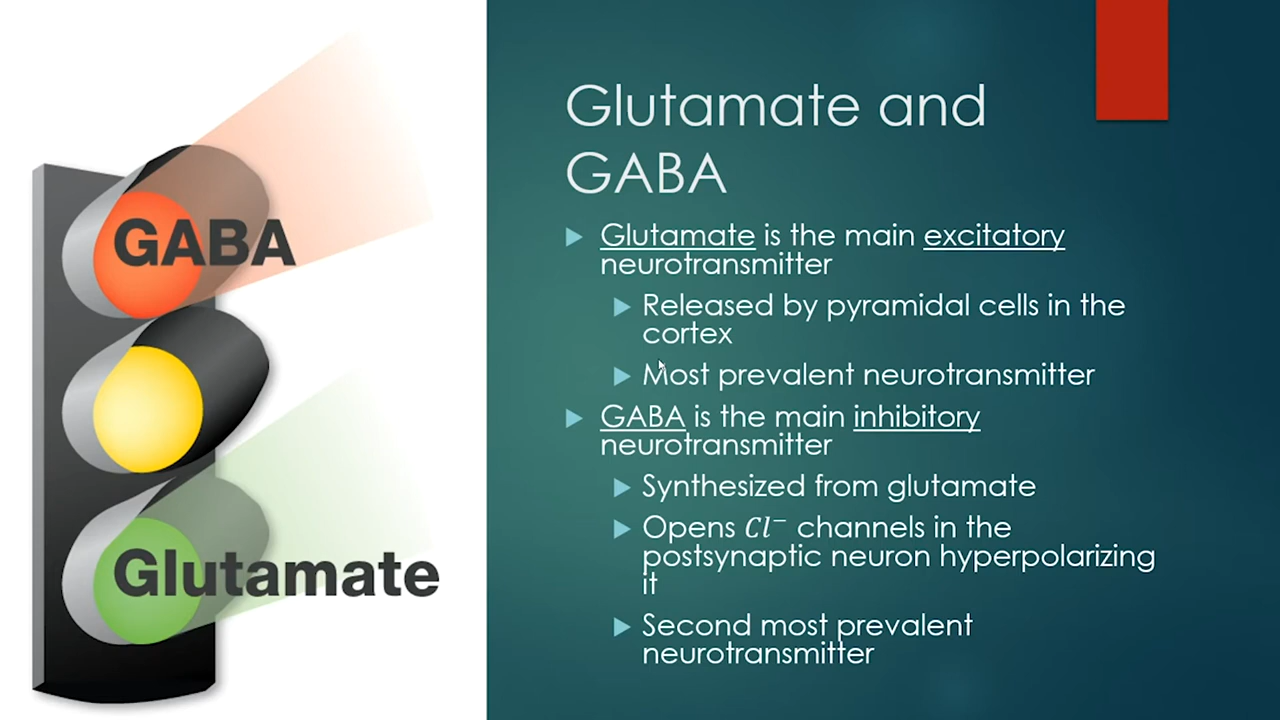 GABA
Glutamate
Glutamate and
GABA
Glutamate is the main excitatory
neurotransmitter
Released by pyramidal cells in the
cortex
Most prevalent neurotransmitter
GABA is the main inhibitory
neurotransmitter
Synthesized from glutamate
Opens Cl⁻ channels in the
postsynaptic neuron hyperpolarizing
it
Second most prevalent
neurotransmitter